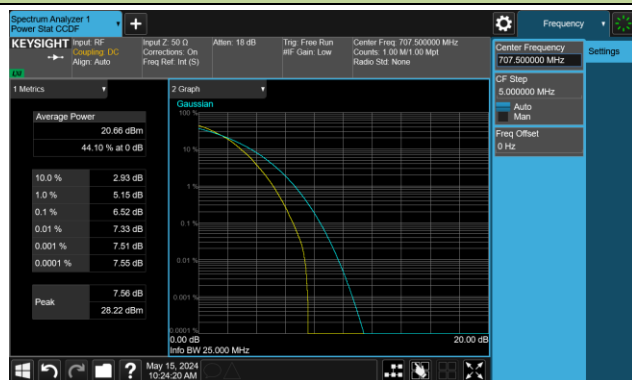 Spectrum Analyzer 1
Power Stat CCDF
+
Frequency
KEYSIGHT
Input: RF
Coupling: DC
Align: Auto
Input Z: 50 Ω
Corrections: On
Freq Ref: Int (S)
Atten: 18 dB
Trig: Free Run
#IF Gain: Low
Center Freq: 707.500000 MHz
Counts: 1.00 M/1.00 Mpt
Radio Std: None
Center Frequency
707.500000 MHz
Settings
CF Step
5.000000 MHz
Auto
Man
Freq Offset
0 Hz
1 Metrics
Average Power
20.66 dBm
44.10 % at 0 dB
10.0 % 2.93 dB
1.0 % 5.15 dB
0.1 % 6.52 dB
0.01 % 7.33 dB
0.001 % 7.51 dB
0.0001 % 7.55 dB
Peak
7.56 dB
28.22 dBm
2 Graph
Gaussian
100 %
10 %
1 %
0.1 %
0.01 %
0.001 %
0.0001 %
0.00 dB
20.00 dB
Info BW 25.000 MHz
?
May 15, 2024
10:24:20 AM